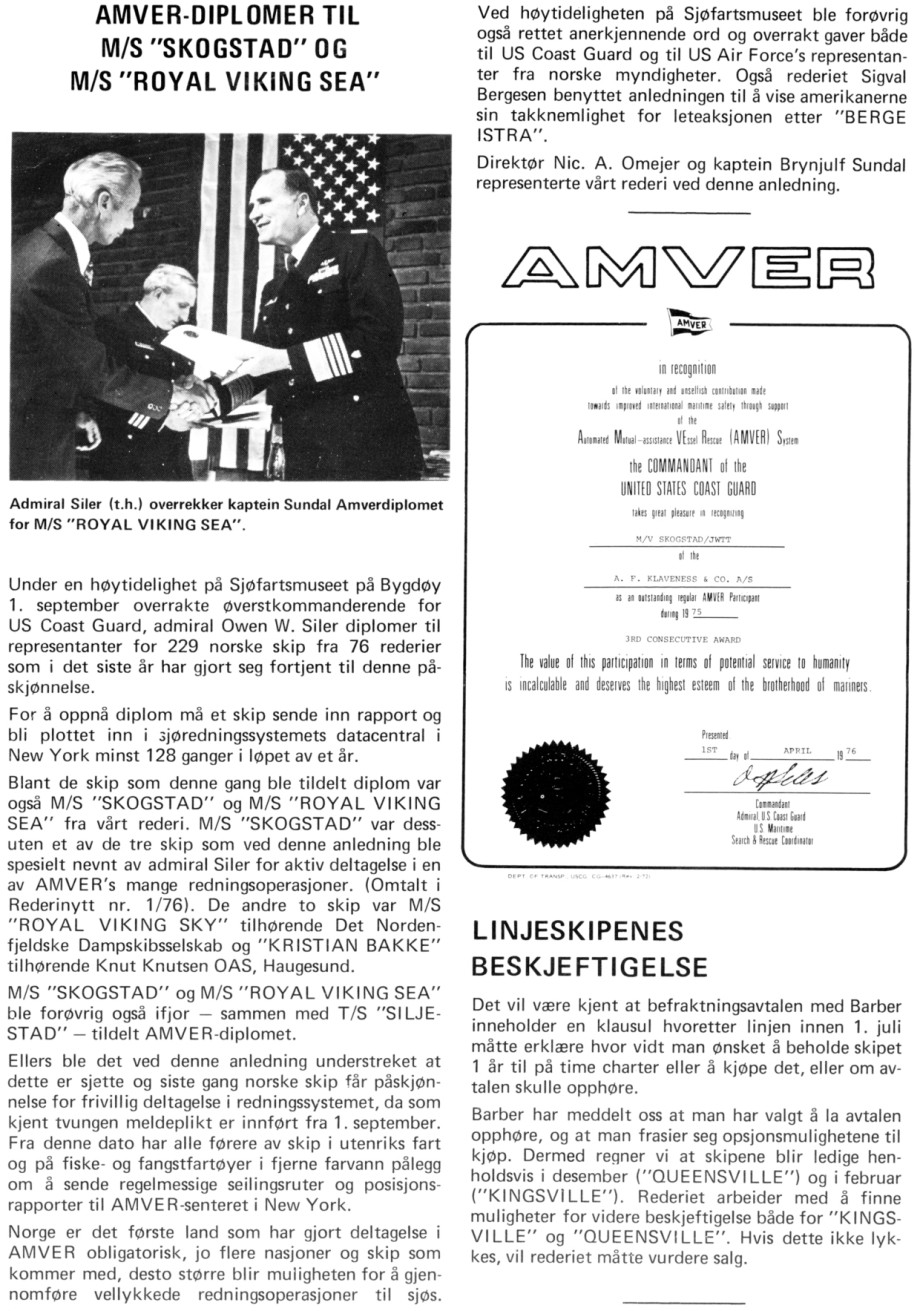 AMVER-DIPLOMER TIL
M/S "SKOGSTAD" OG
M/S "ROYAL VIKING SEA"
Admiral Siler (t.h.) overrekker kaptein Sundal Amverdiplomet
for M/S "ROYAL VIKING SEA".
Under en høytidelighet på Sjøfartsmuseet på Bygdøy
1. september overrakte øverstkommanderende for
US Coast Guard, admiral Owen W. Siler diplomer til
representanter for 229 norske skip fra 76 rederier
som i det siste år har gjort seg fortjent til denne på-
skjønnelse.
For å oppnå diplom må et skip sende inn rapport og
bli plottet inn i sjøredningssystemets datacentral i
New York minst 128 ganger i løpet av et år.
Blant de skip som denne gang ble tildelt diplom var
også M/S "SKOGSTAD" og M/S "ROYAL VIKING
SEA" fra vårt rederi. M/S "SKOGSTAD" var dess-
uten et av de tre skip som ved denne anledning ble
spesielt nevnt av admiral Siler for aktiv deltagelse i en
av AMVER's mange redningsoperasjoner. (Omtalt i
Rederinytt nr. 1/76). De andre to skip var M/S
"ROYAL VIKING SKY" tilhørende Det Norden-
fjeldske Dampskibsselskab og "KRISTIAN BAKKE"
tilhørende Knut Knutsen OAS, Haugesund.
M/S "SKOGSTAD" og M/S "ROYAL VIKING SEA"
ble forøvrig også ifjor — sammen med T/S "SILJE-
STAD" — tildelt AMVER-diplomet.
Ellers ble det ved denne anledning understreket at
dette er sjette og siste gang norske skip får påskjøn-
nelse for frivillig deltagelse i redningssystemet, da som
kjent tvungen meldeplikt er innført fra 1. september.
Fra denne dato har alle førere av skip i utenriks fart
og på fiske- og fangstfartøyer i fjerne farvann pålegg
om å sende regelmessige seilingsruter og posisjons-
rapporter til AMVER-senteret i New York.
Norge er det første land som har gjort deltagelse i
AMVER obligatorisk, jo flere nasjoner og skip som
kommer med, desto større blir muligheten for å gjen-
nomføre vellykkede redningsoperasjoner til sjøs.
Ved høytideligheten på Sjøfartsmuseet ble forøvrig
også rettet anerkjennende ord og overrakt gaver både
til US Coast Guard og til US Air Force's representan-
ter fra norske myndigheter. Også rederiet Sigval
Bergesen benyttet anledningen til å vise amerikanerne
sin takknemlighet for leteaksjonen etter "BERGE
ISTRA".
Direktør Nic. A. Omejer og kaptein Brynjulf Sundal
representerte vårt rederi ved denne anledning.
AMVER
AMVER
in recognition
of the voluntary and unselfish contribution made
towards improved international maritime safety through support
of the
Automated Mutual-assistance VEssel Rescue (AMVER) System
the COMMANDANT of the
UNITED STATES COAST GUARD
takes great pleasure in recognizing
M/V SKOGSTAD/JWTT
of the
A. F. KLAVENESS & CO. A/S
as an outstanding regular AMVER Participant
during 19 75
3RD CONSECUTIVE AWARD
The value of this participation in terms of potential service to humanity
is incalculable and deserves the highest esteem of the brotherhood of mariners.
Presented
1ST day of APRIL 19 76
Commandant
Admiral, U.S. Coast Guard
U.S. Maritime
Search & Rescue Coordinator
DEPT. OF TRANSP., USCG, CG-4637
LINJESKIPENES
BESKJEFTIGELSE
Det vil være kjent at befraktningsavtalen med Barber
inneholder en klausul hvoretter linjen innen 1. juli
måtte erklære hvor vidt man ønsket å beholde skipet
1 år til på time charter eller å kjøpe det, eller om av-
talen skulle opphøre.
Barber har meddelt oss at man har valgt å la avtalen
opphøre, og at man frasier seg opsjonsmulighetene til
kjøp. Dermed regner vi at skipene blir ledige hen-
holdsvis i desember ("QUEENSVILLE") og i februar
("KINGSVILLE"). Rederiet arbeider med å finne
muligheter for videre beskjeftigelse både for "KINGS-
VILLE" og "QUEENSVILLE". Hvis dette ikke lyk-
kes, vil rederiet måtte vurdere salg.